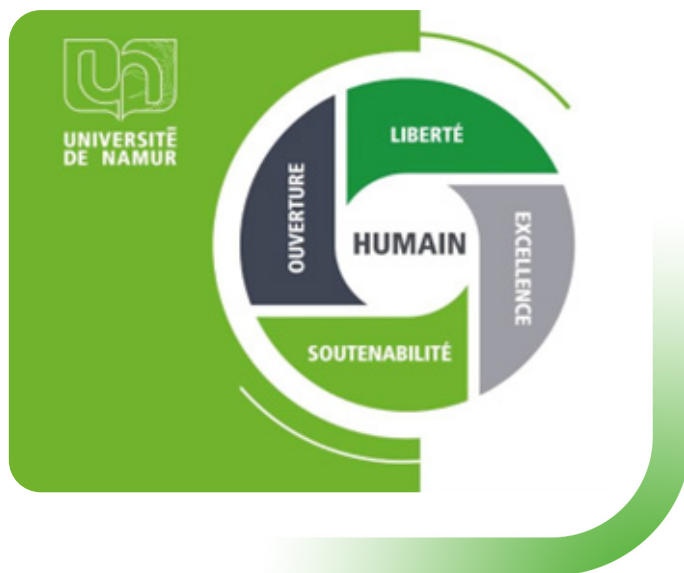 UNIVERSITÉ
DE NAMUR
LIBERTÉ
OUVERTURE
HUMAIN
EXCELLENCE
SOUTENABILITÉ